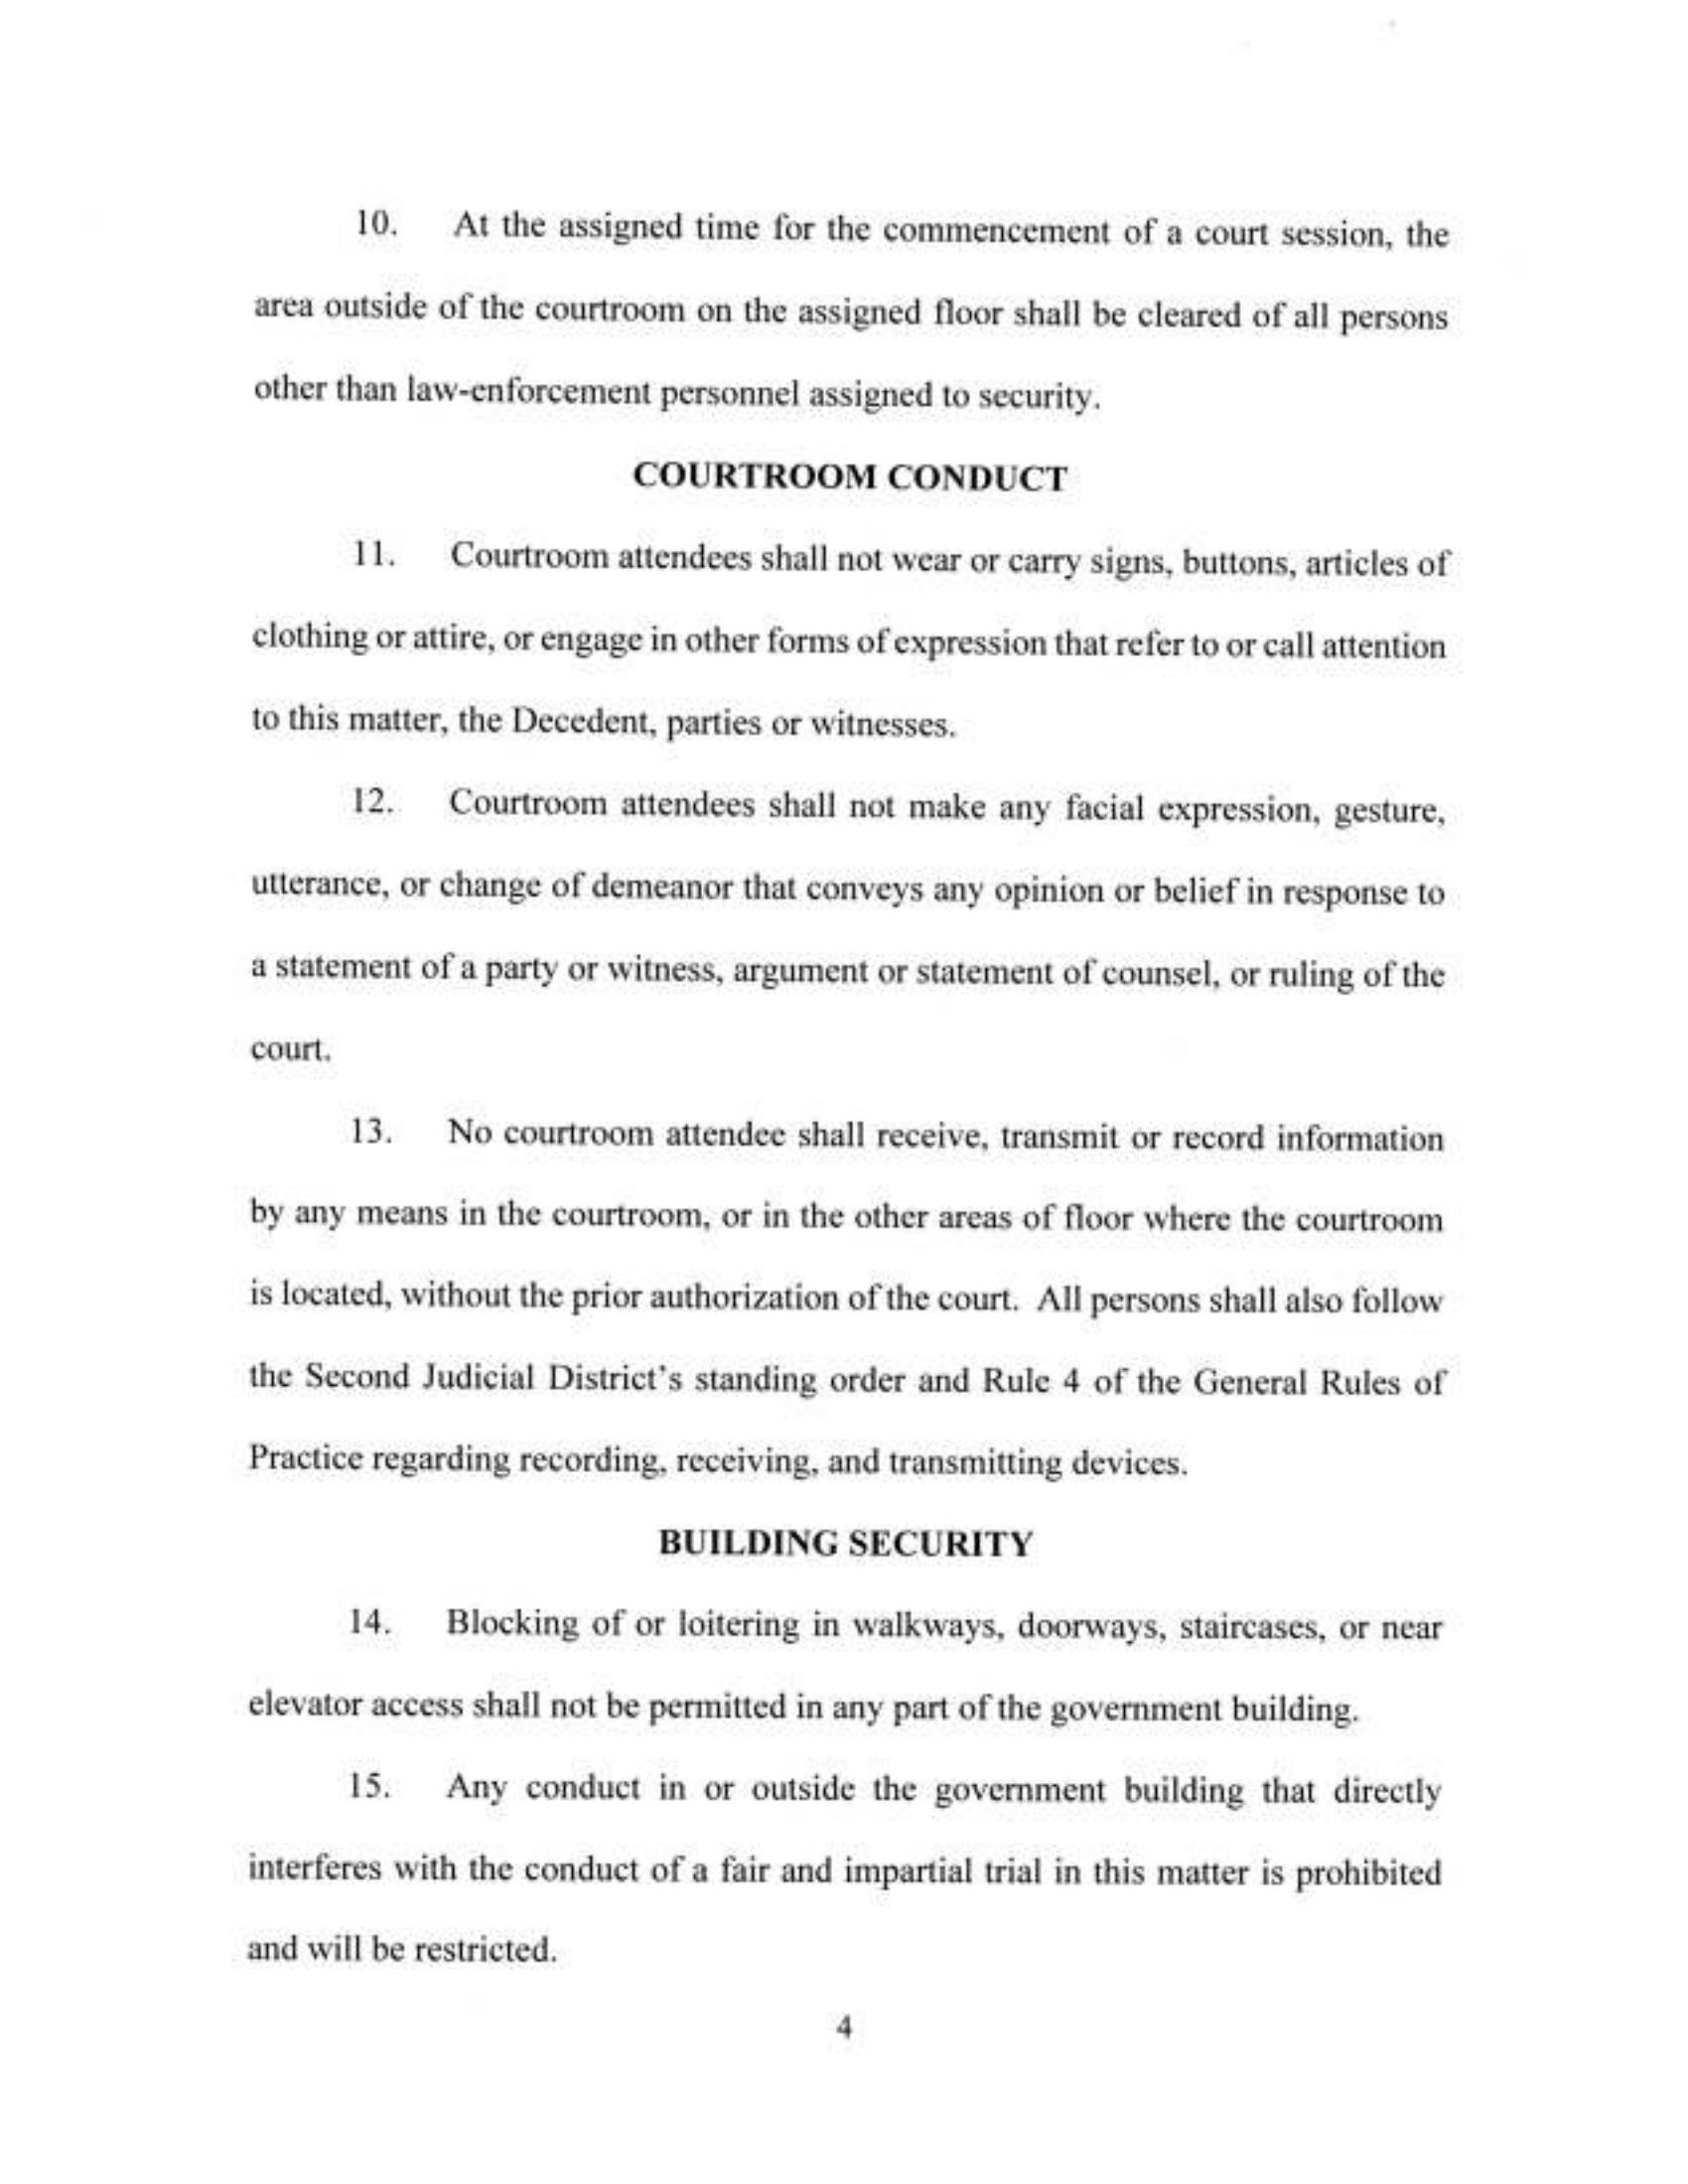 10. At the assigned time for the commencement of a court session, the
area outside of the courtroom on the assigned floor shall be cleared of all persons
other than law-enforcement personnel assigned to security.
COURTROOM CONDUCT
11. Courtroom attendees shall not wear or carry signs, buttons, articles of
clothing or attire, or engage in other forms of expression that refer to or call attention
to this matter, the Decedent, parties or witnesses.
12. Courtroom attendees shall not make any facial expression, gesture,
utterance, or change of demeanor that conveys any opinion or belief in response to
a statement of a party or witness, argument or statement of counsel, or ruling of the
court.
13. No courtroom attendee shall receive, transmit or record information
by any means in the courtroom, or in the other areas of floor where the courtroom
is located, without the prior authorization of the court. All persons shall also follow
the Second Judicial District's standing order and Rule 4 of the General Rules of
Practice regarding recording, receiving, and transmitting devices.
BUILDING SECURITY
14. Blocking of or loitering in walkways, doorways, staircases, or near
elevator access shall not be permitted in any part of the government building.
15. Any conduct in or outside the government building that directly
interferes with the conduct of a fair and impartial trial in this matter is prohibited
and will be restricted.
4